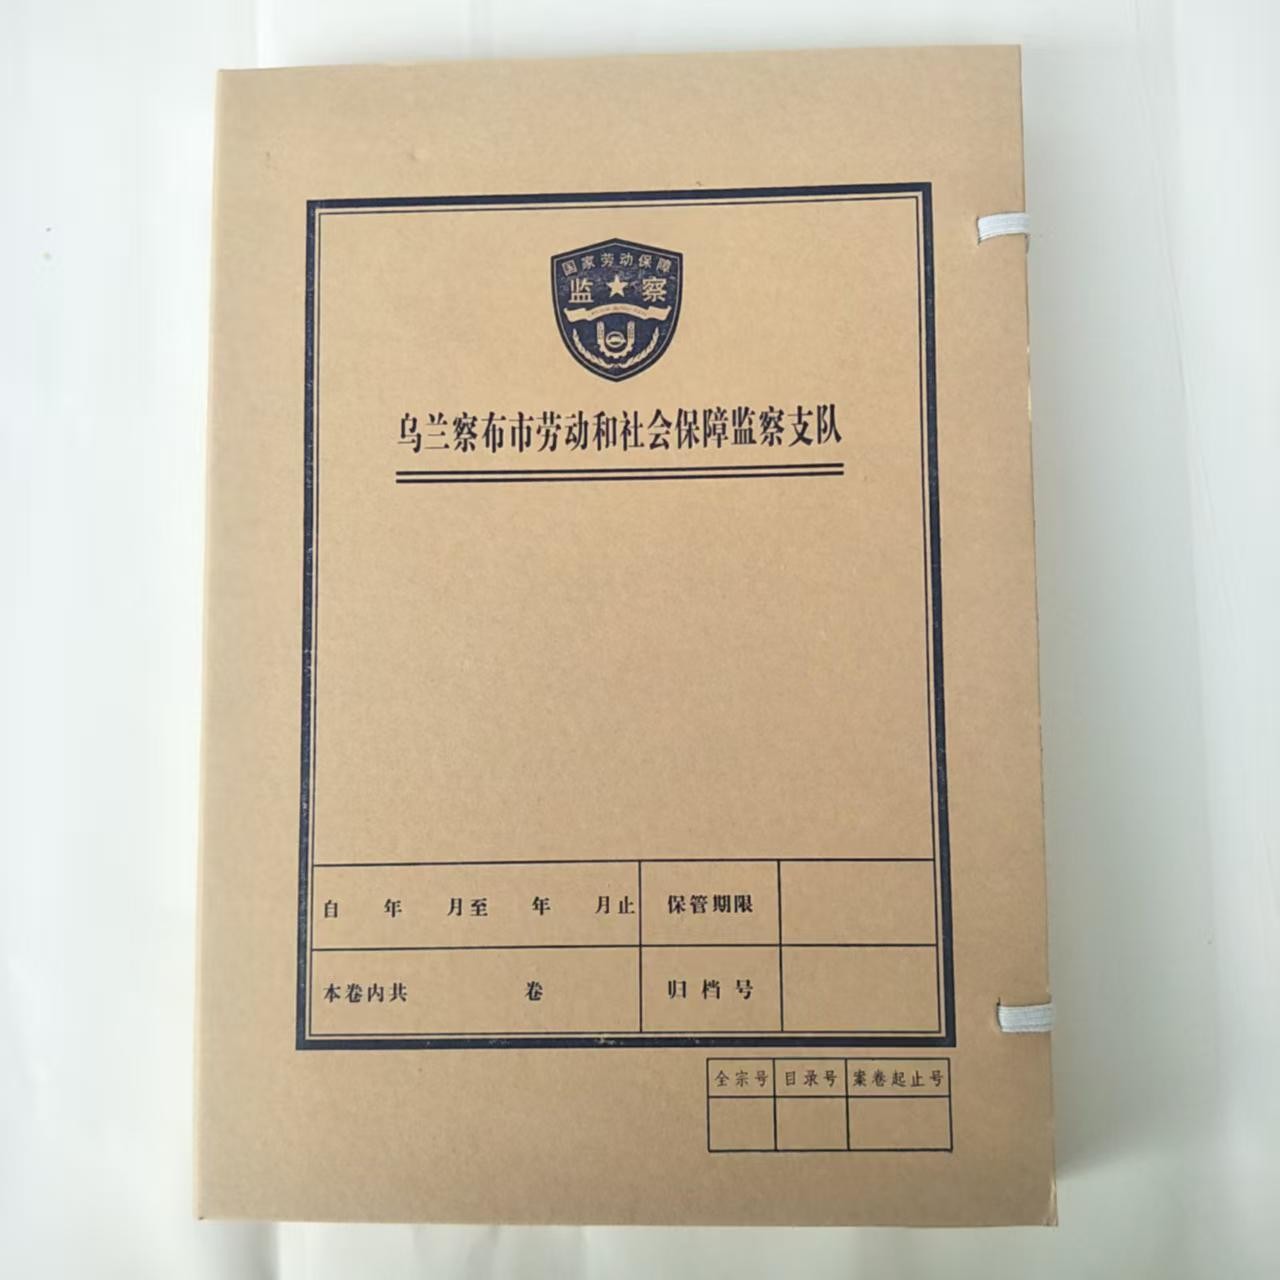 国家劳动保障
监察
乌兰察布市劳动和社会保障监察支队
自 年 月至 年 月止 保管期限
本卷内共 卷 归档号
全宗号 目录号 案卷起止号